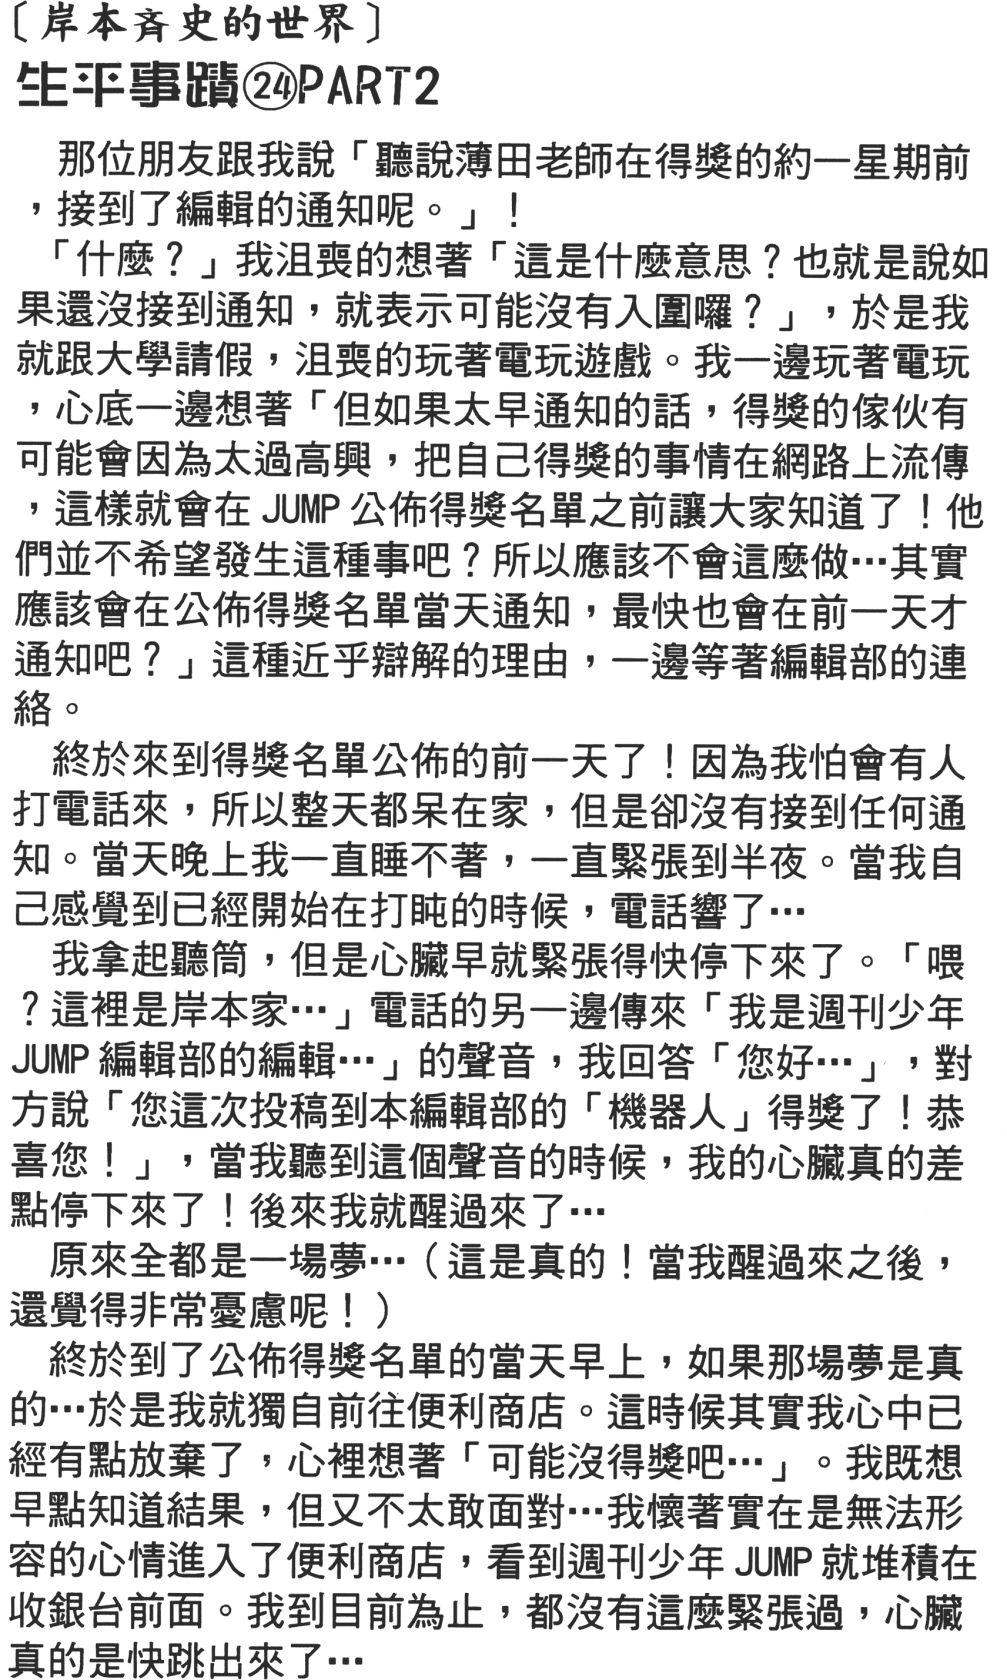 〔岸本斉史的世界〕
生平事蹟㉔PART2
那位朋友跟我說「聽說薄田老師在得獎的約一星期前
，接到了編輯的通知呢。」！
「什麼？」我沮喪的想著「這是什麼意思？也就是說如
果還沒接到通知，就表示可能沒有入圍囉？」，於是我
就跟大學請假，沮喪的玩著電玩遊戲。我一邊玩著電玩
，心底一邊想著「但如果太早通知的話，得獎的傢伙有
可能會因為太過高興，把自己得獎的事情在網路上流傳
，這樣就會在 JUMP 公佈得獎名單之前讓大家知道了！他
們並不希望發生這種事吧？所以應該不會這麼做…其實
應該會在公佈得獎名單當天通知，最快也會在前一天才
通知吧？」這種近乎辯解的理由，一邊等著編輯部的連
絡。
終於來到得獎名單公佈的前一天了！因為我怕會有人
打電話來，所以整天都呆在家，但是卻沒有接到任何通
知。當天晚上我一直睡不著，一直緊張到半夜。當我自
己感覺到已經開始在打盹的時候，電話響了…
我拿起聽筒，但是心臟早就緊張得快停下來了。「喂
？這裡是岸本家…」電話的另一邊傳來「我是週刊少年
JUMP 編輯部的編輯…」的聲音，我回答「您好…」，對
方說「您這次投稿到本編輯部的「機器人」得獎了！恭
喜您！」，當我聽到這個聲音的時候，我的心臟真的差
點停下來了！後來我就醒過來了…
原來全都是一場夢…（這是真的！當我醒過來之後，
還覺得非常憂慮呢！）
終於到了公佈得獎名單的當天早上，如果那場夢是真
的…於是我就獨自前往便利商店。這時候其實我心中已
經有點放棄了，心裡想著「可能沒得獎吧…」。我既想
早點知道結果，但又不太敢面對…我懷著實在是無法形
容的心情進入了便利商店，看到週刊少年 JUMP 就堆積在
收銀台前面。我到目前為止，都沒有這麼緊張過，心臟
真的是快跳出來了…